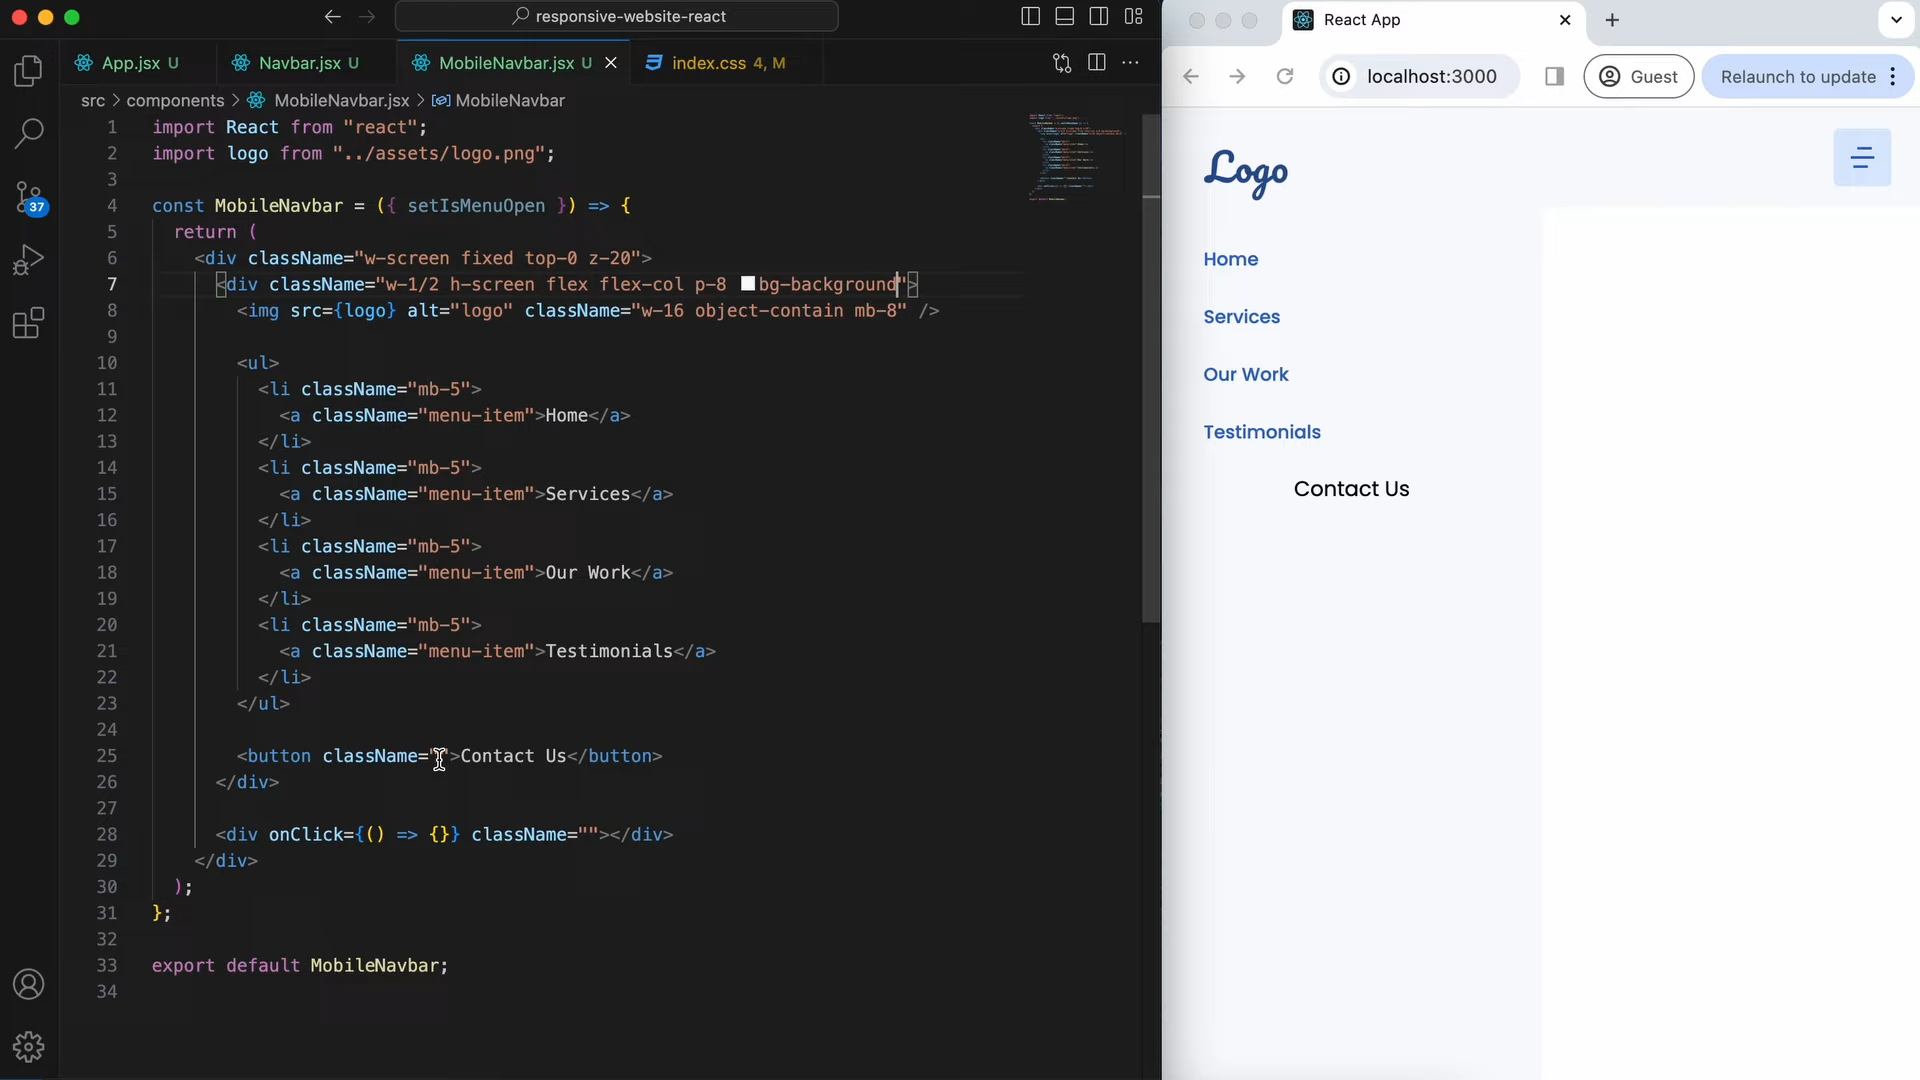 responsive-website-react
App.jsx U
Navbar.jsx U
MobileNavbar.jsx U
index.css 4, M
src > components > MobileNavbar.jsx > MobileNavbar
37
1 import React from "react";
2 import logo from "../assets/logo.png";
3
4 const MobileNavbar = ({ setIsMenuOpen }) => {
5 return (
6 <div className="w-screen fixed top-0 z-20">
7 <div className="w-1/2 h-screen flex flex-col p-8 bg-background">
8 <img src={logo} alt="logo" className="w-16 object-contain mb-8" />
9
10 <ul>
11 <li className="mb-5">
12 <a className="menu-item">Home</a>
13 </li>
14 <li className="mb-5">
15 <a className="menu-item">Services</a>
16 </li>
17 <li className="mb-5">
18 <a className="menu-item">Our Work</a>
19 </li>
20 <li className="mb-5">
21 <a className="menu-item">Testimonials</a>
22 </li>
23 </ul>
24
25 <button className="">Contact Us</button>
26 </div>
27
28 <div onClick={() => {}} className=""></div>
29 </div>
30 );
31 };
32
33 export default MobileNavbar;
34
React App
localhost:3000
Guest
Relaunch to update
Logo
Home
Services
Our Work
Testimonials
Contact Us